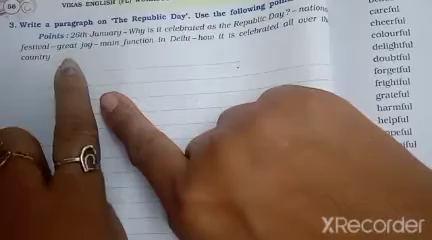 56
VIKAS ENGLISH
3. Write a paragraph on 'The Republic Day'. Use the following
Points : 26th January – Why is it celebrated as the Republic Day? – nations
festival – great joy – main function in Delhi – how it is celebrated all over
country
careful
cheerful
colourful
delightful
doubtful
forgetful
frightful
grateful
harmful
helpful
XRecorder